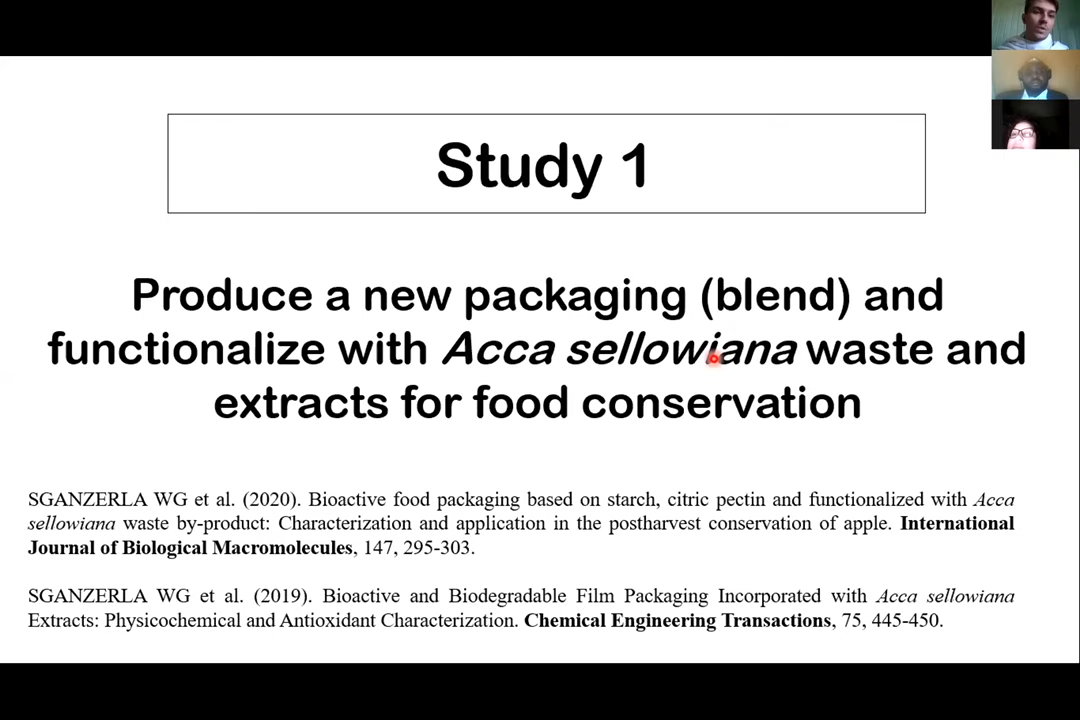 Study 1
Produce a new packaging (blend) and
functionalize with Acca sellowiana waste and
extracts for food conservation
SGANZERLA WG et al. (2020). Bioactive food packaging based on starch, citric pectin and functionalized with Acca
sellowiana waste by-product: Characterization and application in the postharvest conservation of apple. International
Journal of Biological Macromolecules, 147, 295-303.
SGANZERLA WG et al. (2019). Bioactive and Biodegradable Film Packaging Incorporated with Acca sellowiana
Extracts: Physicochemical and Antioxidant Characterization. Chemical Engineering Transactions, 75, 445-450.